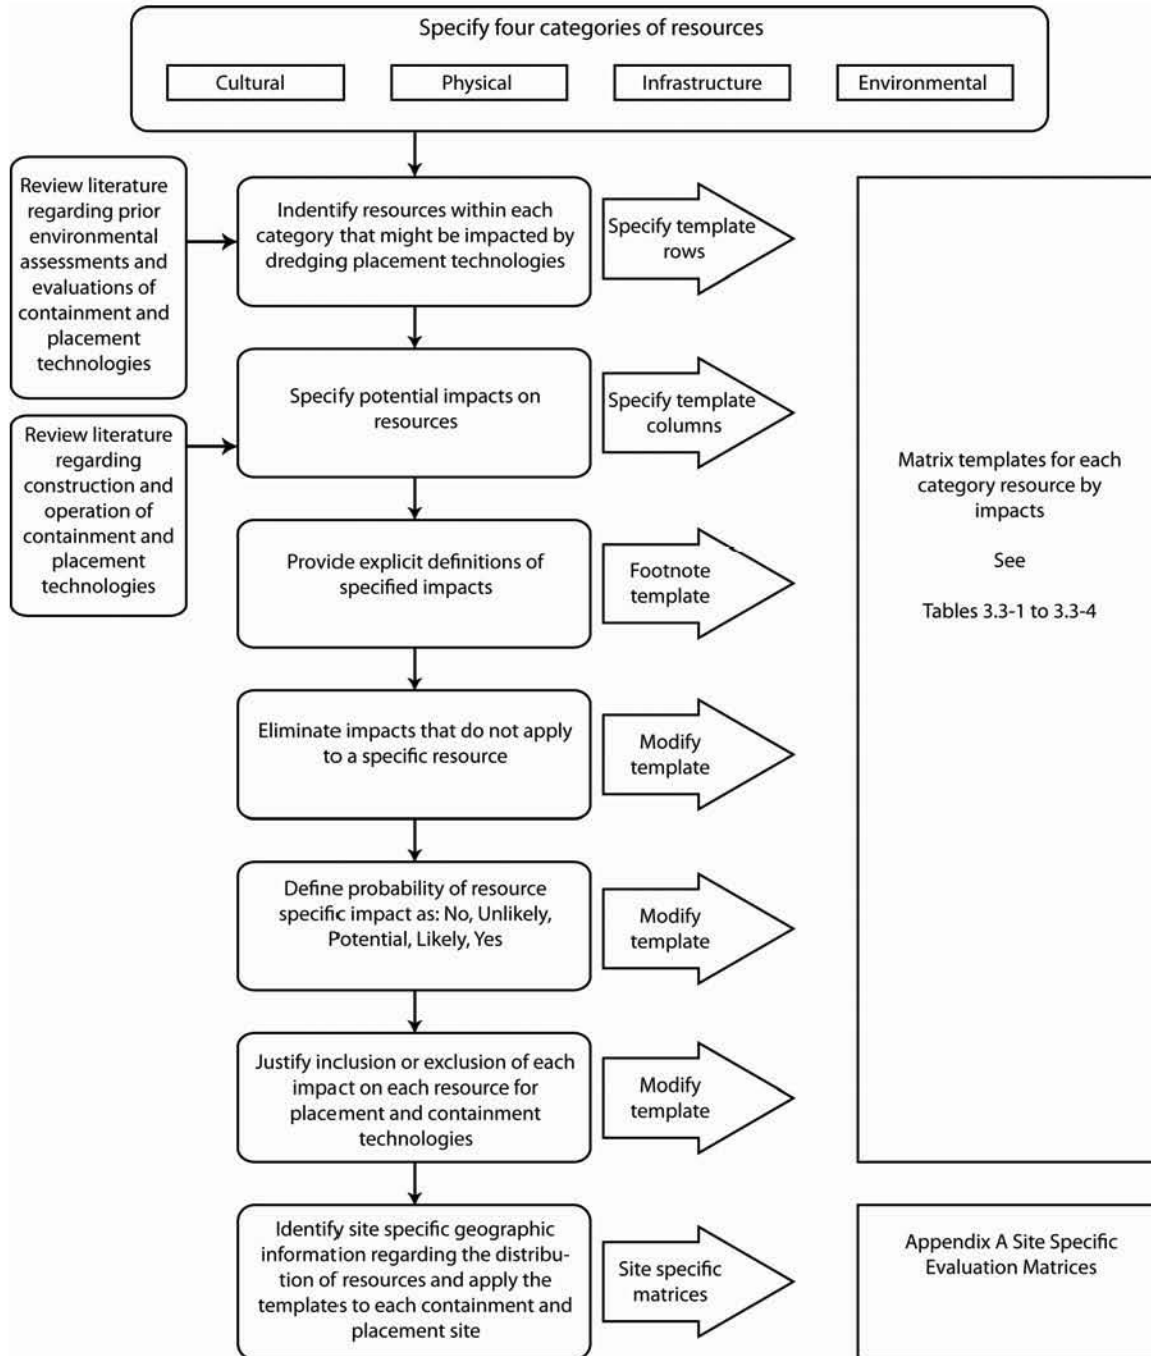 Specify four categories of resources
Cultural
Physical
Infrastructure
Environmental
Review literature
regarding prior
environmental
assessments and
evaluations of
containment and
placement
technologies
Indentify resources within each
category that might be impacted by
dredging placement technologies
Specify template
rows
Review literature
regarding
construction and
operation of
containment and
placement
technologies
Specify potential impacts on
resources
Specify template
columns
Provide explicit definitions of
specified impacts
Footnote
template
Eliminate impacts that do not apply
to a specific resource
Modify
template
Define probability of resource
specific impact as: No, Unlikely,
Potential, Likely, Yes
Modify
template
Justify inclusion or exclusion of each
impact on each resource for
placement and containment
technologies
Modify
template
Identify site specific geographic
information regarding the distribu-
tion of resources and apply the
templates to each containment and
placement site
Site specific
matrices
Matrix templates for each
category resource by
impacts
See
Tables 3.3-1 to 3.3-4
Appendix A Site Specific
Evaluation Matrices